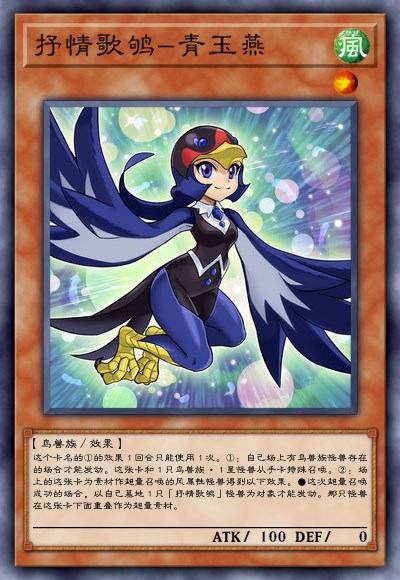 抒情歌鸲-青玉燕
風
【鸟兽族/效果】
这个卡名的①的效果1回合只能使用1次。①：自己场上有鸟兽族怪兽存在
的场合才能发动。这张卡和1只鸟兽族·1星怪兽从手卡特殊召唤。②：场
上的这张卡为素材作超量召唤的风属性怪兽得到以下效果。●这次超量召唤
成功的场合，以自己墓地1只「抒情歌鸲」怪兽为对象才能发动。那只怪兽
在这张卡下面重叠作为超量素材。
ATK/ 100 DEF/ 0